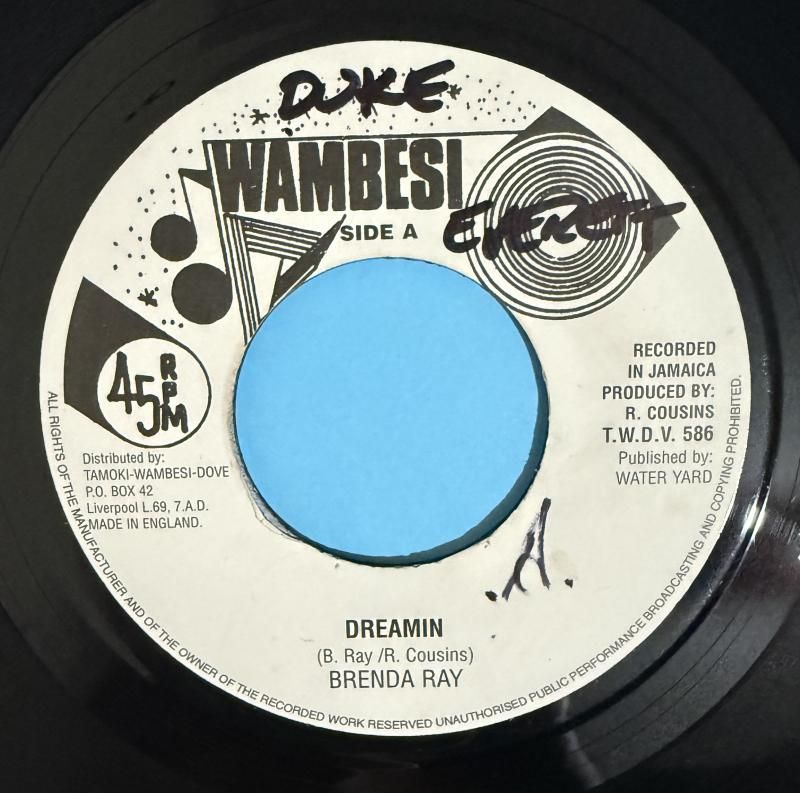 DUKE
WAMBESI
SIDE A
EVERETT
45 RPM
RECORDED
IN JAMAICA
PRODUCED BY:
R. COUSINS
T.W.D.V. 586
Published by:
WATER YARD
Distributed by:
TAMOKI-WAMBESI-DOVE
P.O. BOX 42
Liverpool L.69, 7.A.D.
MADE IN ENGLAND.
.A.
DREAMIN
(B. Ray /R. Cousins)
BRENDA RAY
ALL RIGHTS OF THE MANUFACTURER AND OF THE OWNER OF THE RECORDED WORK RESERVED UNAUTHORISED PUBLIC PERFORMANCE BROADCASTING AND COPYING PROHIBITED.